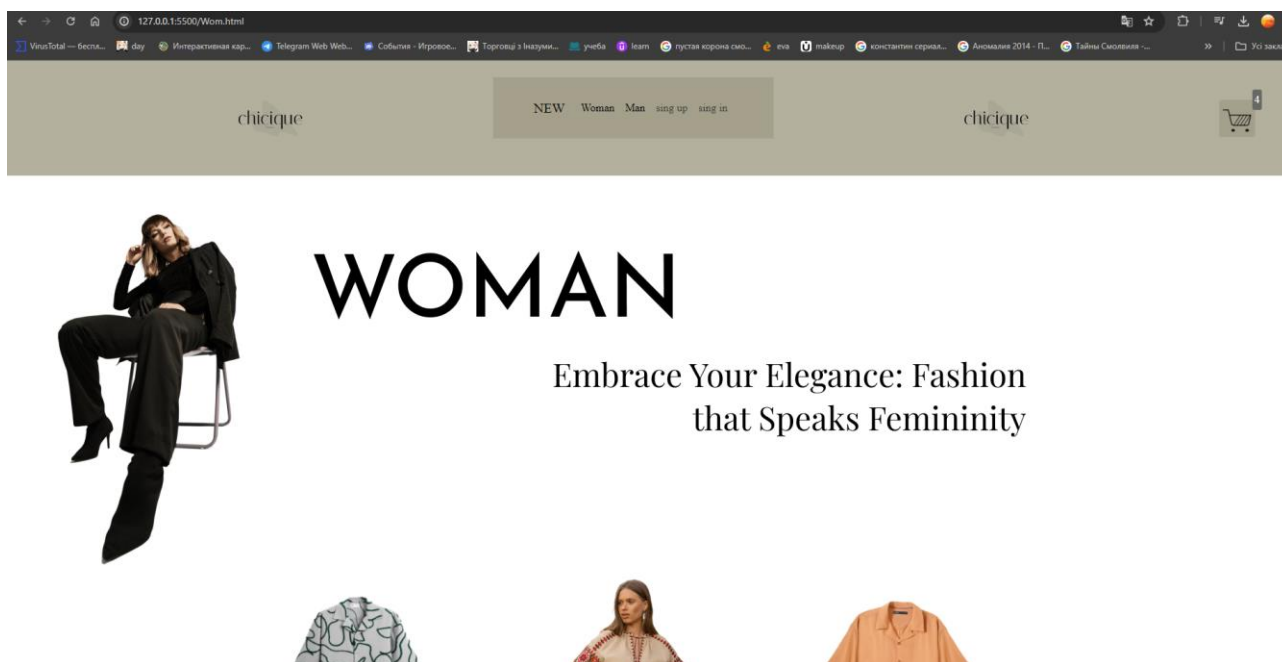 127.0.0.1:5500/Wom.html
VirusTotal — беспл... day Интерактивная кар... Telegram Web Web... События - Игровое... Торговці з Іназуми... учеба learn пустая корона смо... eva makeup константин сериал... Аномалия 2014 - П... Тайны Смолвиля -... » Усі закла
chicique NEW Woman Man sing up sing in chicique 4
WOMAN
Embrace Your Elegance: Fashion
that Speaks Femininity